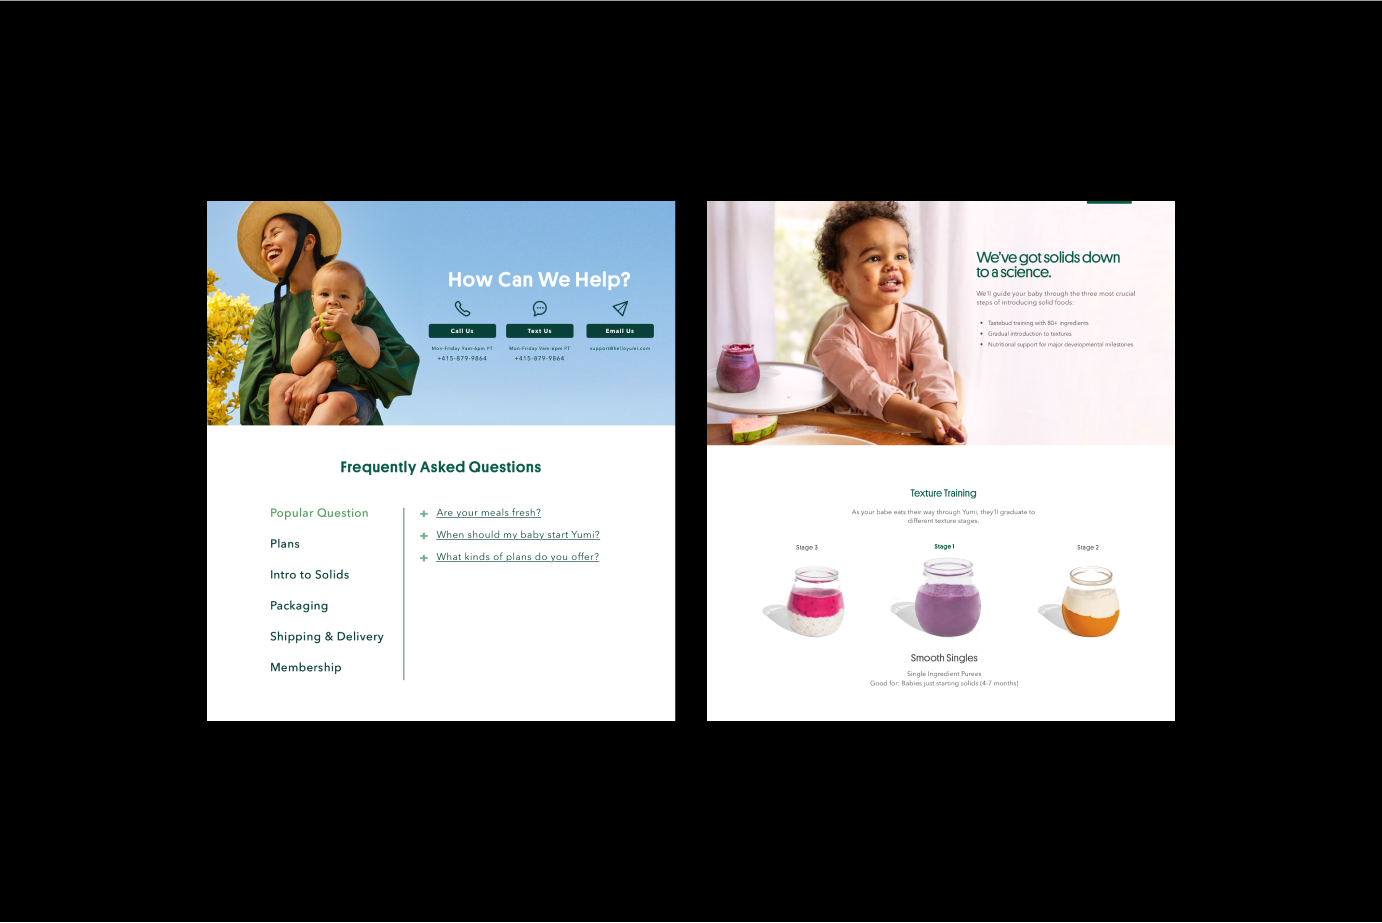 How Can We Help?
Call Us
Text Us
Email Us
Mon-Friday 9am-6pm PT
Mon-Friday 9am-6pm PT
support@helloyumi.com
+415-879-9864
+415-879-9864
Frequently Asked Questions
Popular Question
Plans
Intro to Solids
Packaging
Shipping & Delivery
Membership
Are your meals fresh?
When should my baby start Yumi?
What kinds of plans do you offer?
We've got solids down
to a science.
We'll guide your baby through the three most crucial
steps of introducing solid foods:
• Tastebud training with 80+ ingredients
• Gradual introduction to textures
• Nutritional support for major developmental milestones
Texture Training
As your babe eats their way through Yumi, they'll graduate to
different texture stages.
Stage 3
Stage 1
Stage 2
Smooth Singles
Single Ingredient Purees
Good for: Babies just starting solids (4-7 months)